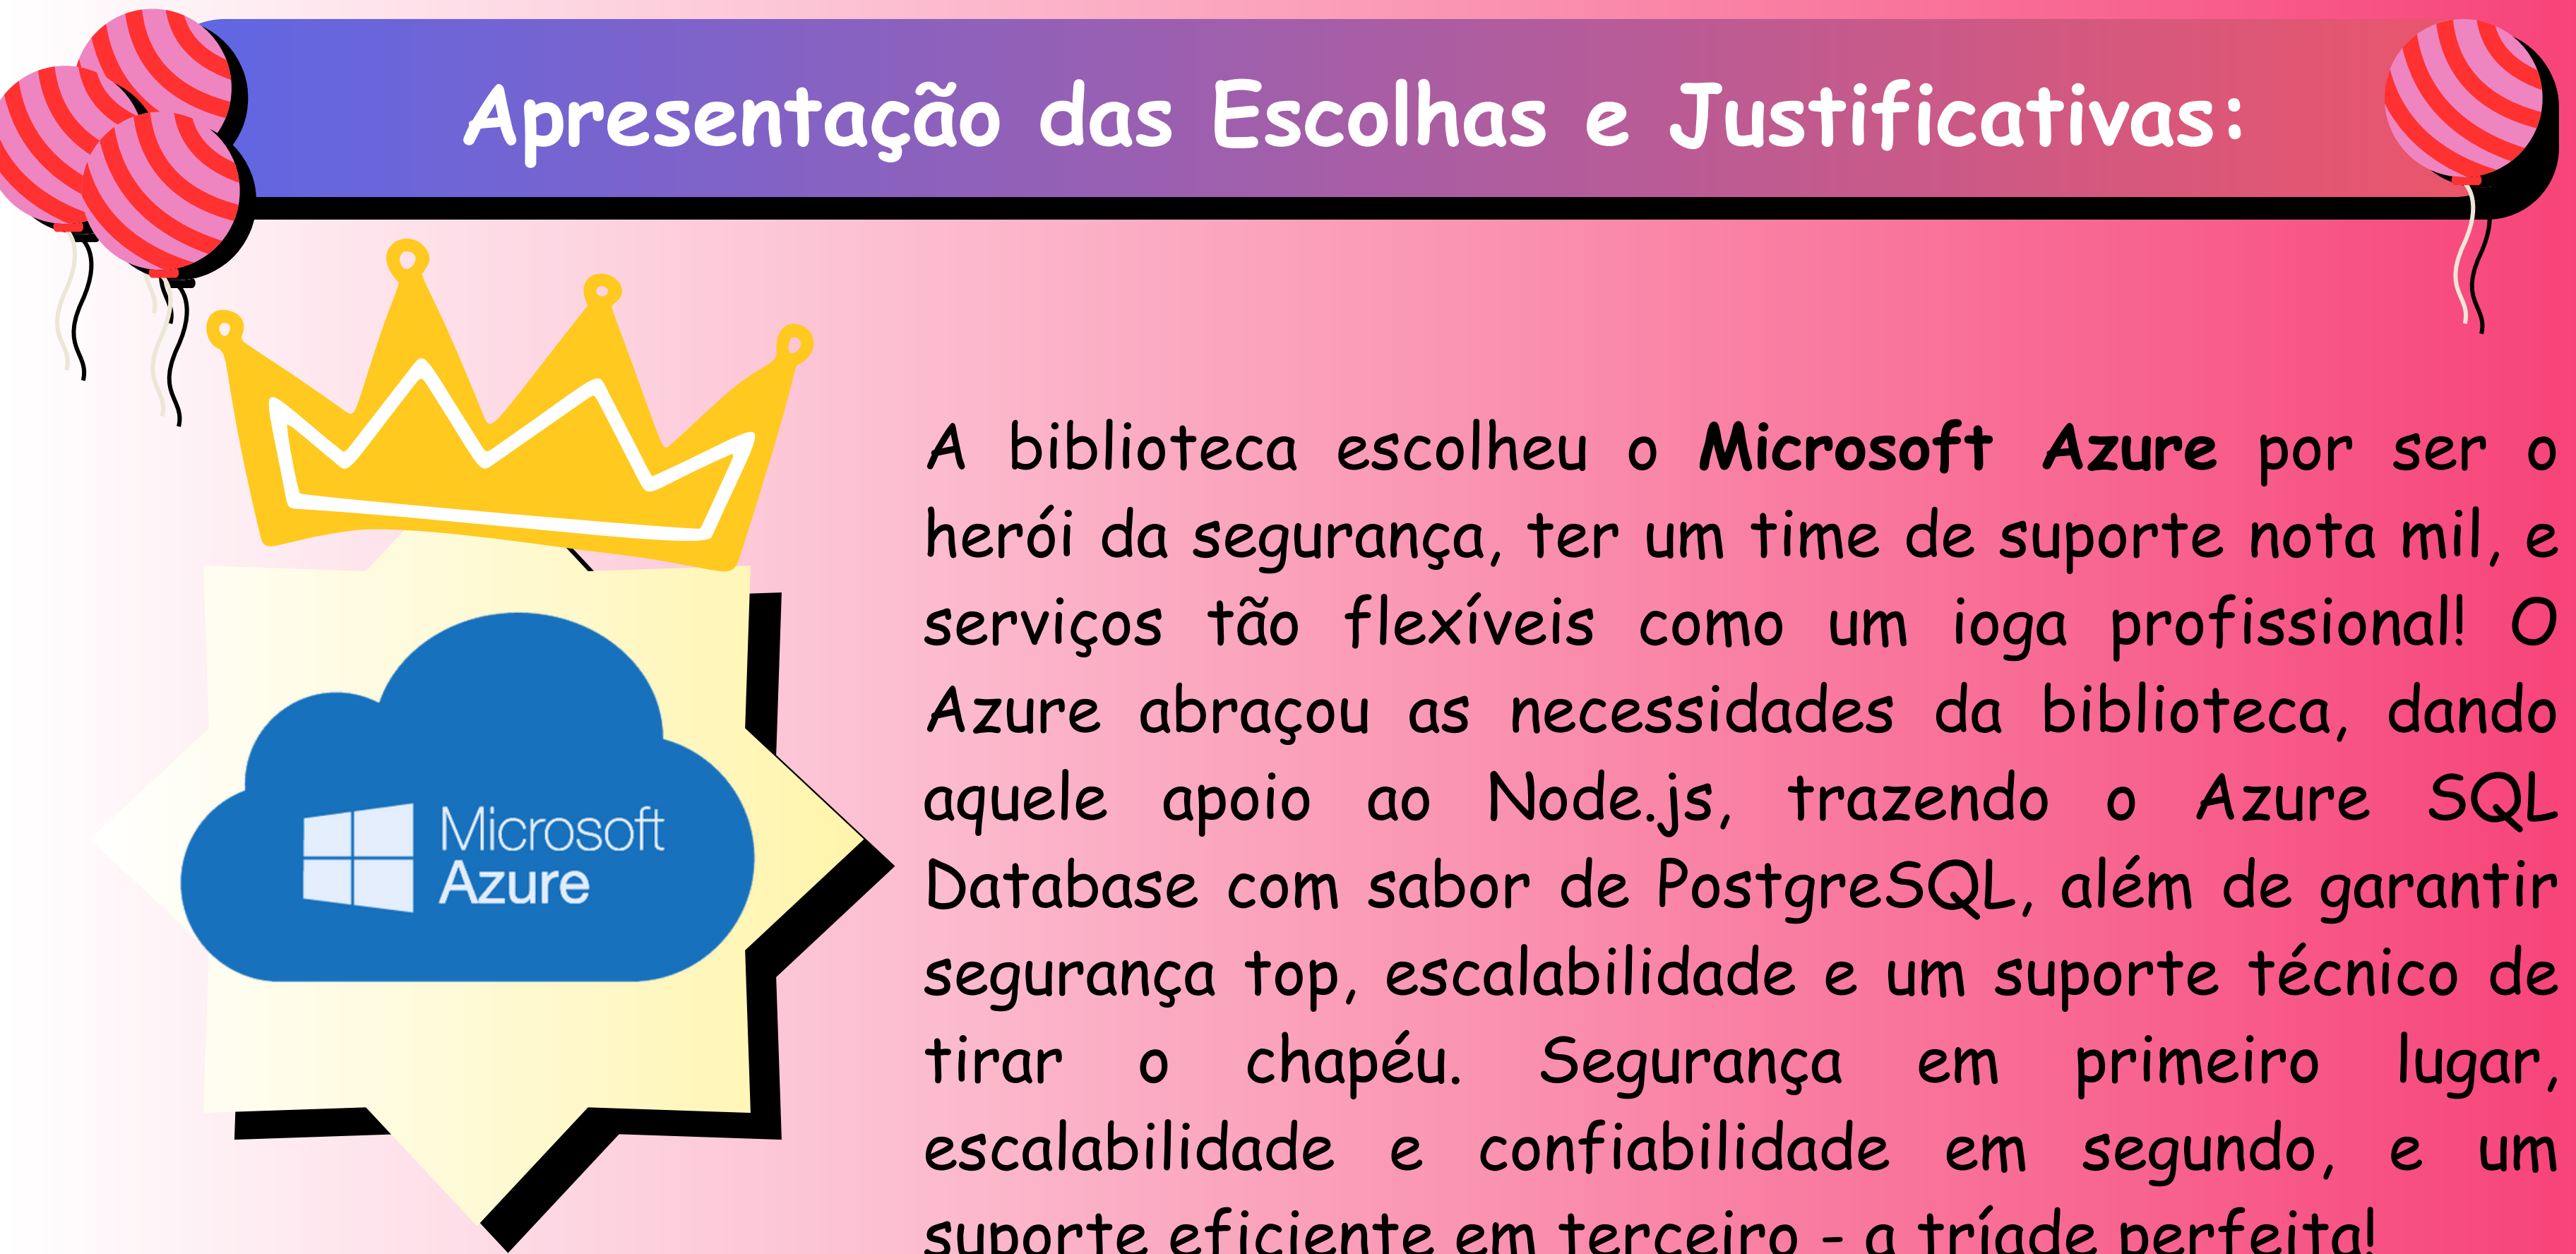 Apresentação das Escolhas e Justificativas:
A biblioteca escolheu o Microsoft Azure por ser o
herói da segurança, ter um time de suporte nota mil, e
serviços tão flexíveis como um ioga profissional! O
Azure abraçou as necessidades da biblioteca, dando
aquele apoio ao Node.js, trazendo o Azure SQL
Database com sabor de PostgreSQL, além de garantir
segurança top, escalabilidade e um suporte técnico de
tirar o chapéu. Segurança em primeiro lugar,
escalabilidade e confiabilidade em segundo, e um
suporte eficiente em terceiro - a tríade perfeita!
Microsoft
Azure